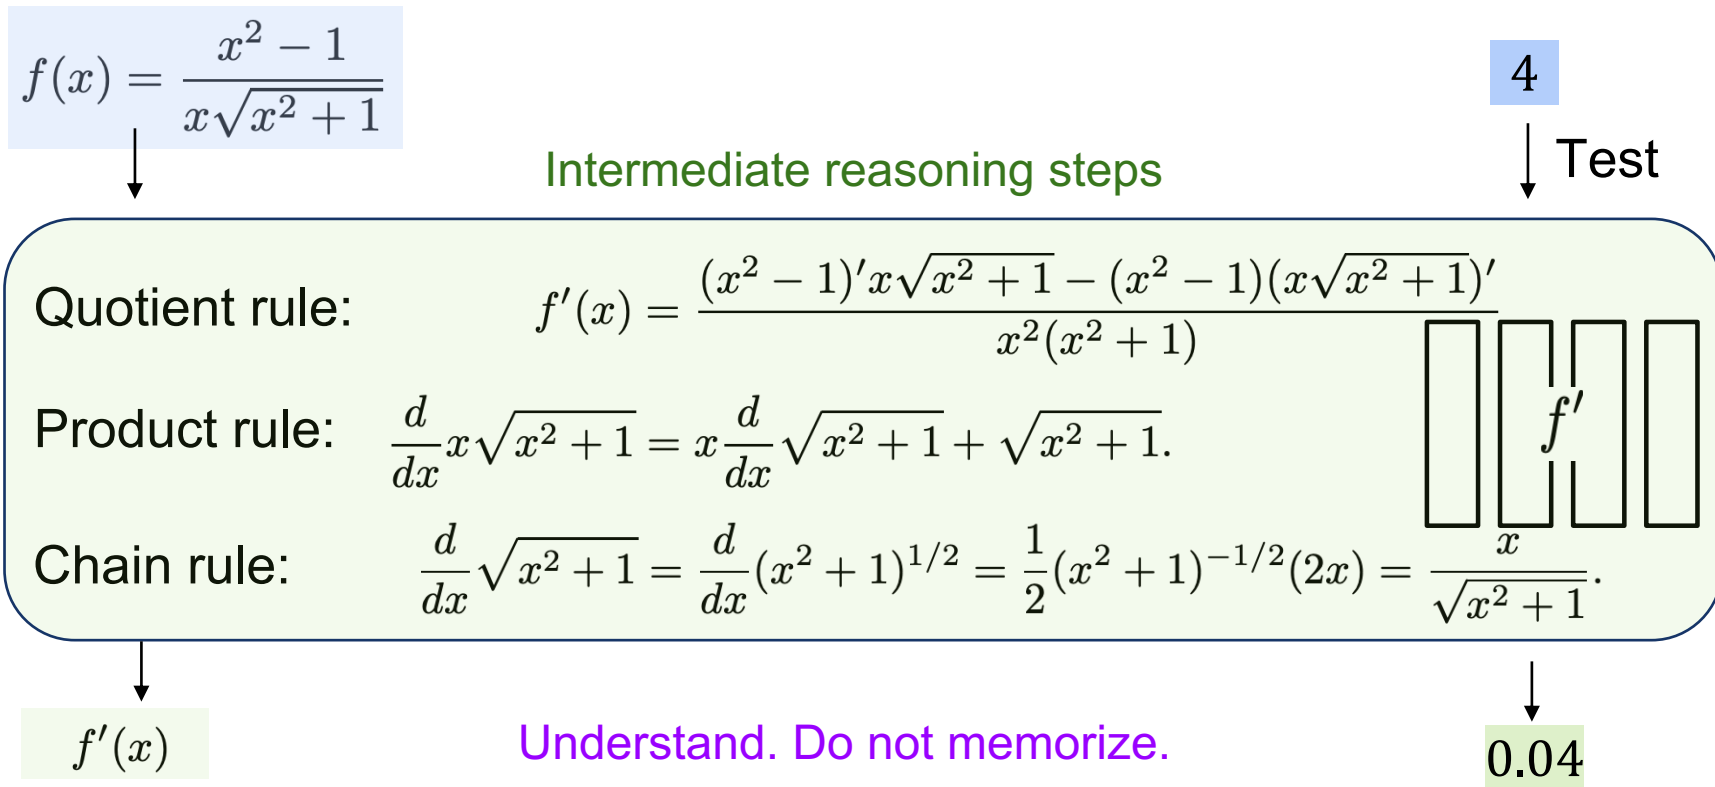 f(x) = \frac{x^2 - 1}{x\sqrt{x^2 + 1}}
4
Test
Intermediate reasoning steps
Quotient rule: f'(x) = \frac{(x^2 - 1)'x\sqrt{x^2 + 1} - (x^2 - 1)(x\sqrt{x^2 + 1})'}{x^2(x^2 + 1)}
Product rule: \frac{d}{dx}x\sqrt{x^2 + 1} = x\frac{d}{dx}\sqrt{x^2 + 1} + \sqrt{x^2 + 1}.
f'
Chain rule: \frac{d}{dx}\sqrt{x^2 + 1} = \frac{d}{dx}(x^2 + 1)^{1/2} = \frac{1}{2}(x^2 + 1)^{-1/2}(2x) = \frac{x}{\sqrt{x^2 + 1}}.
f'(x)
Understand. Do not memorize.
0.04